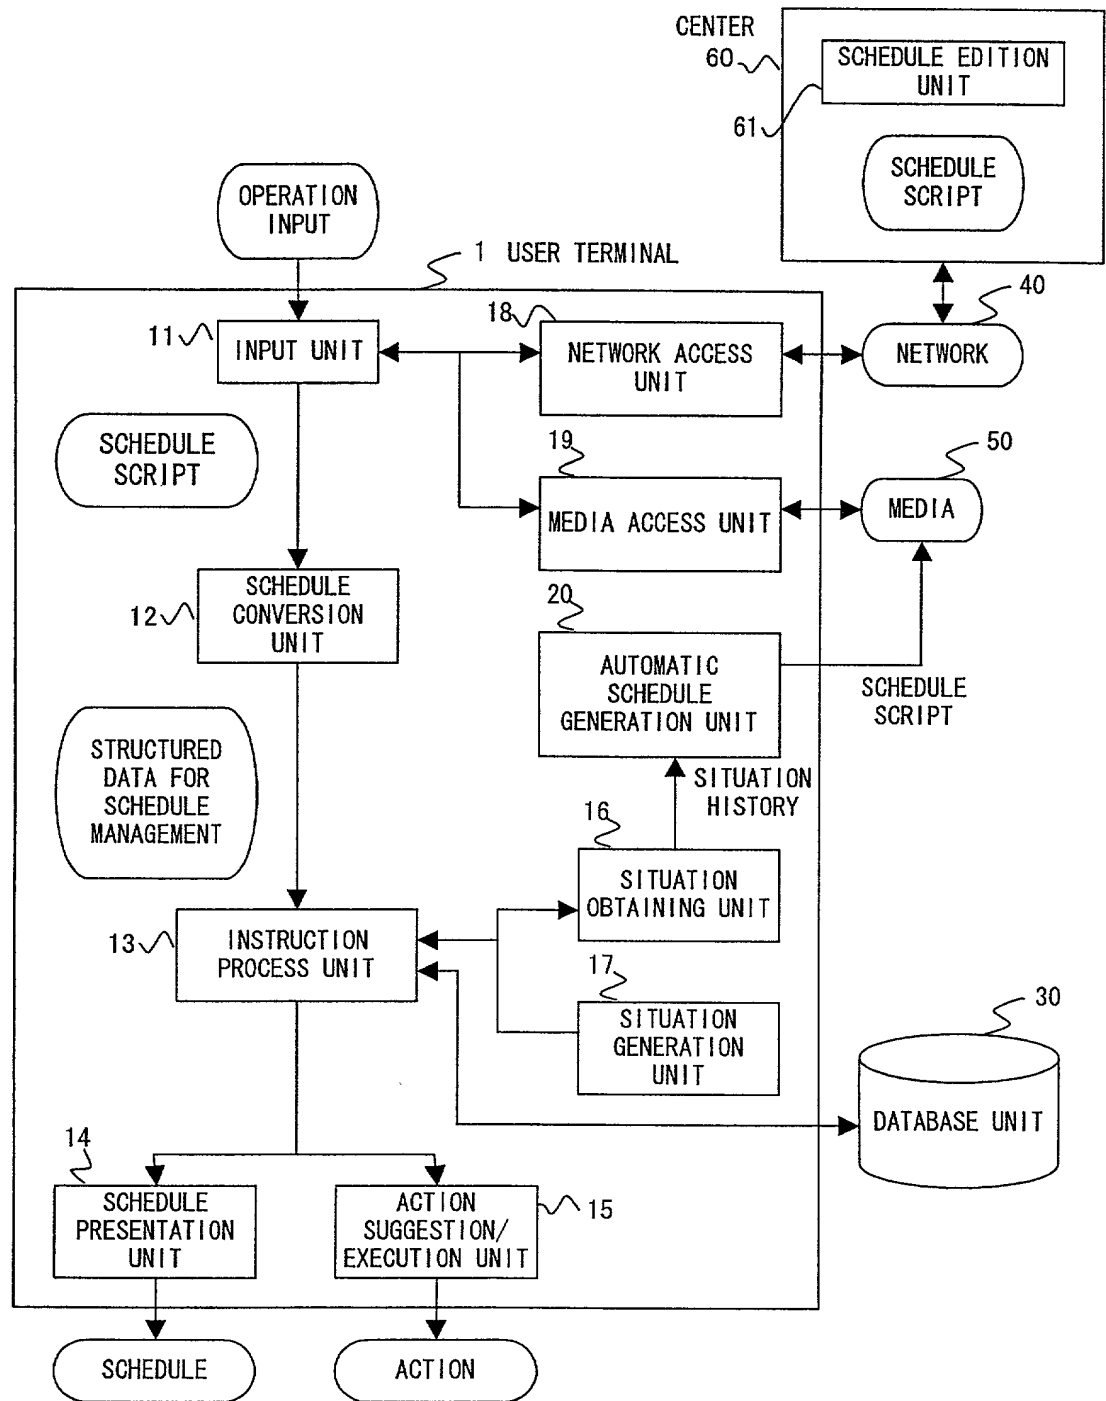 CENTER
60
SCHEDULE EDITION
UNIT
61
SCHEDULE
SCRIPT
OPERATION
INPUT
1 USER TERMINAL
40
11
INPUT UNIT
18
NETWORK ACCESS
UNIT
NETWORK
SCHEDULE
SCRIPT
19
MEDIA ACCESS UNIT
50
MEDIA
12
SCHEDULE
CONVERSION
UNIT
20
AUTOMATIC
SCHEDULE
GENERATION UNIT
SCHEDULE
SCRIPT
STRUCTURED
DATA FOR
SCHEDULE
MANAGEMENT
SITUATION
HISTORY
16
SITUATION
OBTAINING UNIT
13
INSTRUCTION
PROCESS UNIT
17
SITUATION
GENERATION
UNIT
30
DATABASE UNIT
14
SCHEDULE
PRESENTATION
UNIT
ACTION
SUGGESTION/
EXECUTION UNIT
15
SCHEDULE
ACTION